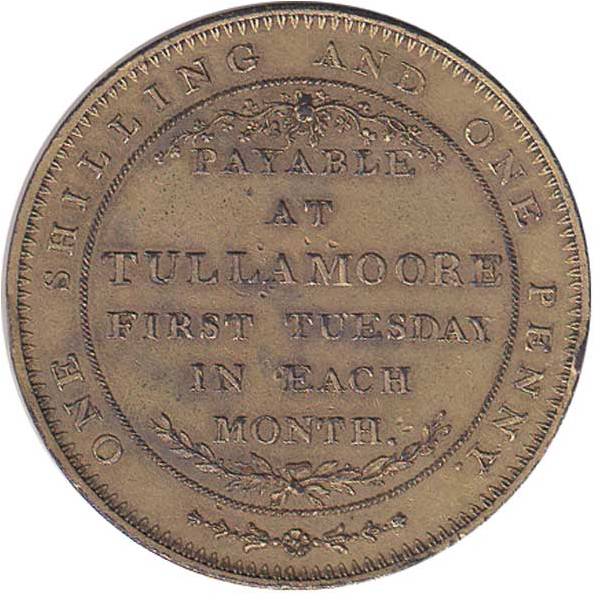 ONE SHILLING AND ONE PENNY.
PAYABLE
AT
TULLAMOORE
FIRST TUESDAY
IN EACH
MONTH.